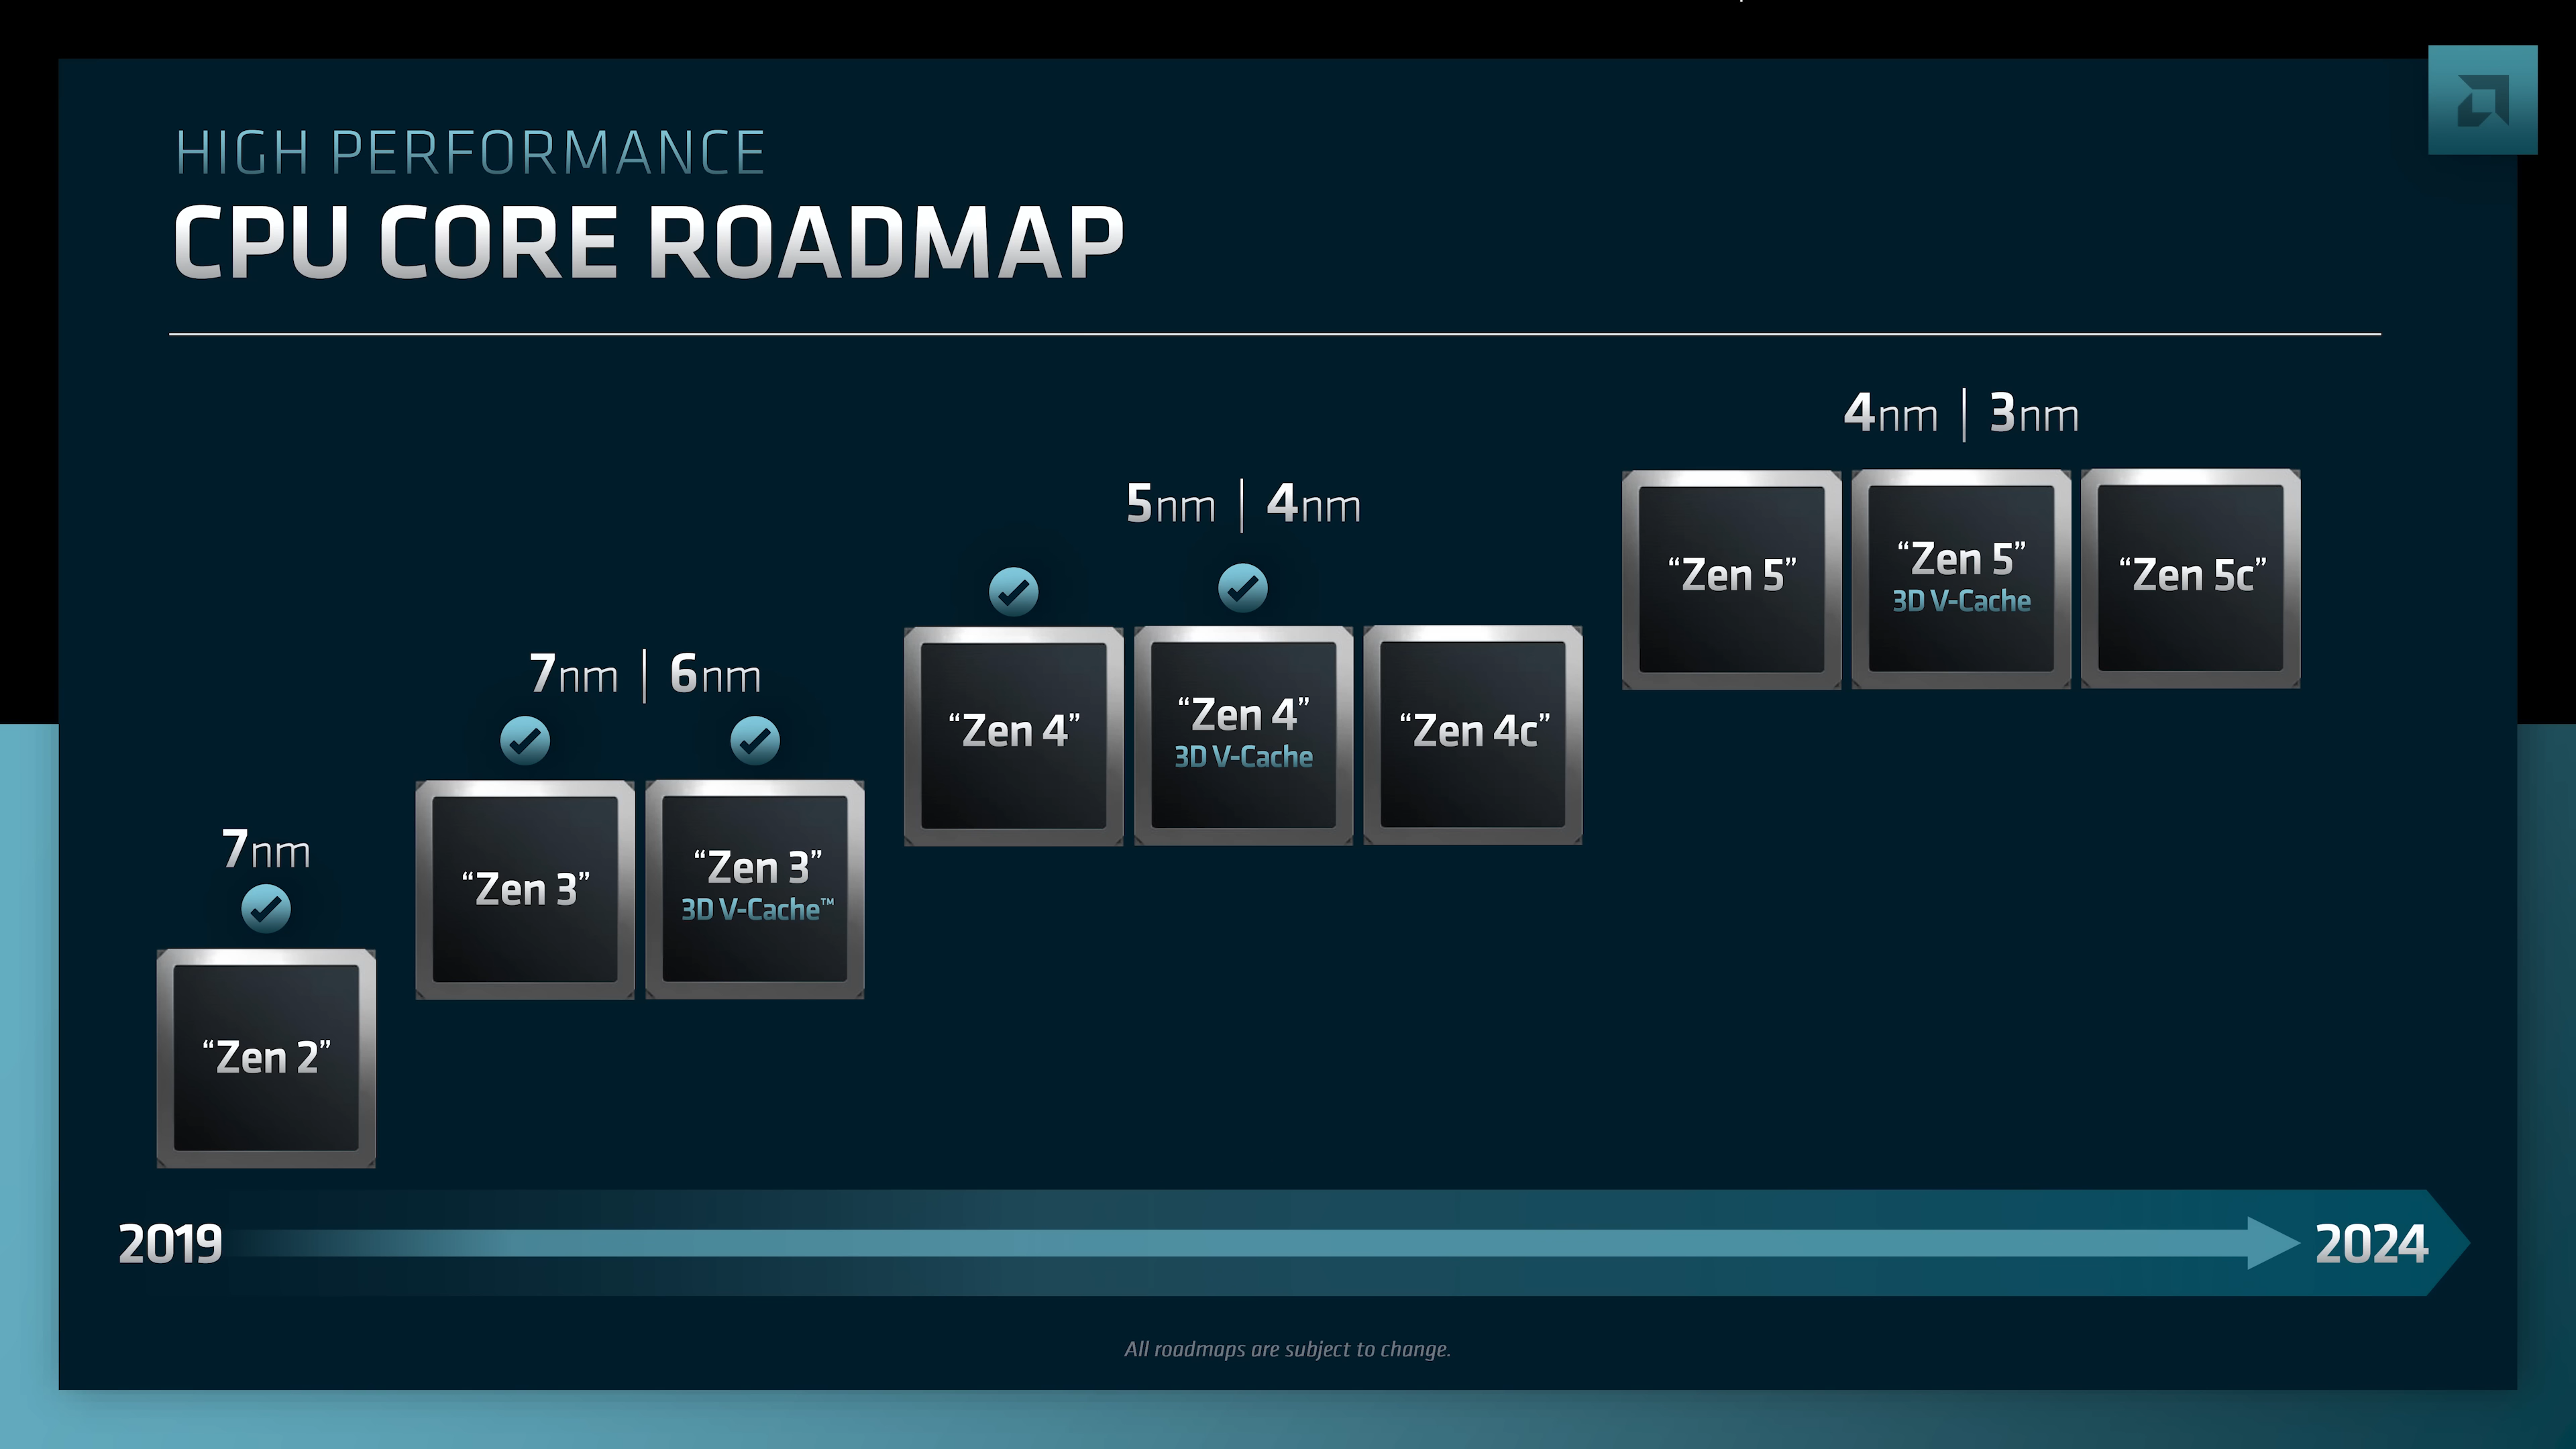 HIGH PERFORMANCE
CPU CORE ROADMAP
7nm
“Zen 2”
7nm | 6nm
“Zen 3”
“Zen 3”
3D V-Cache™
5nm | 4nm
“Zen 4”
“Zen 4”
3D V-Cache
“Zen 4c”
4nm | 3nm
“Zen 5”
“Zen 5”
3D V-Cache
“Zen 5c”
2019
2024
All roadmaps are subject to change.